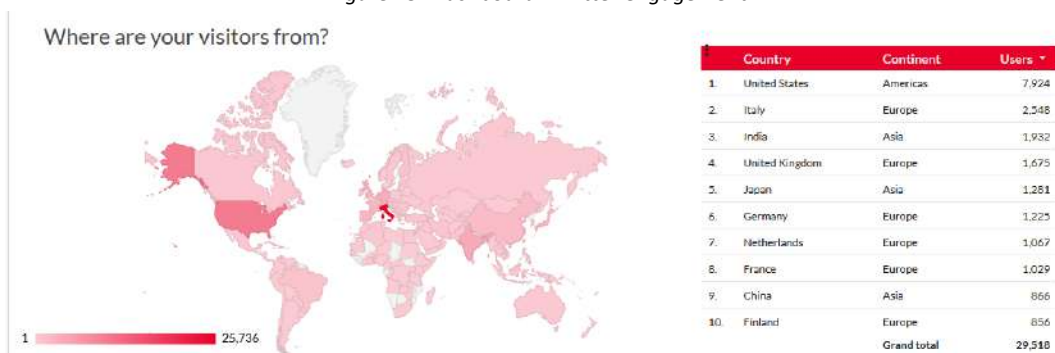 Where are your visitors from?
1 25,736
Country Continent Users
1. United States Americas 7,924
2. Italy Europe 2,548
3. India Asia 1,932
4. United Kingdom Europe 1,675
5. Japan Asia 1,281
6. Germany Europe 1,225
7. Netherlands Europe 1,067
8. France Europe 1,029
9. China Asia 866
10. Finland Europe 856
Grand total 29,518